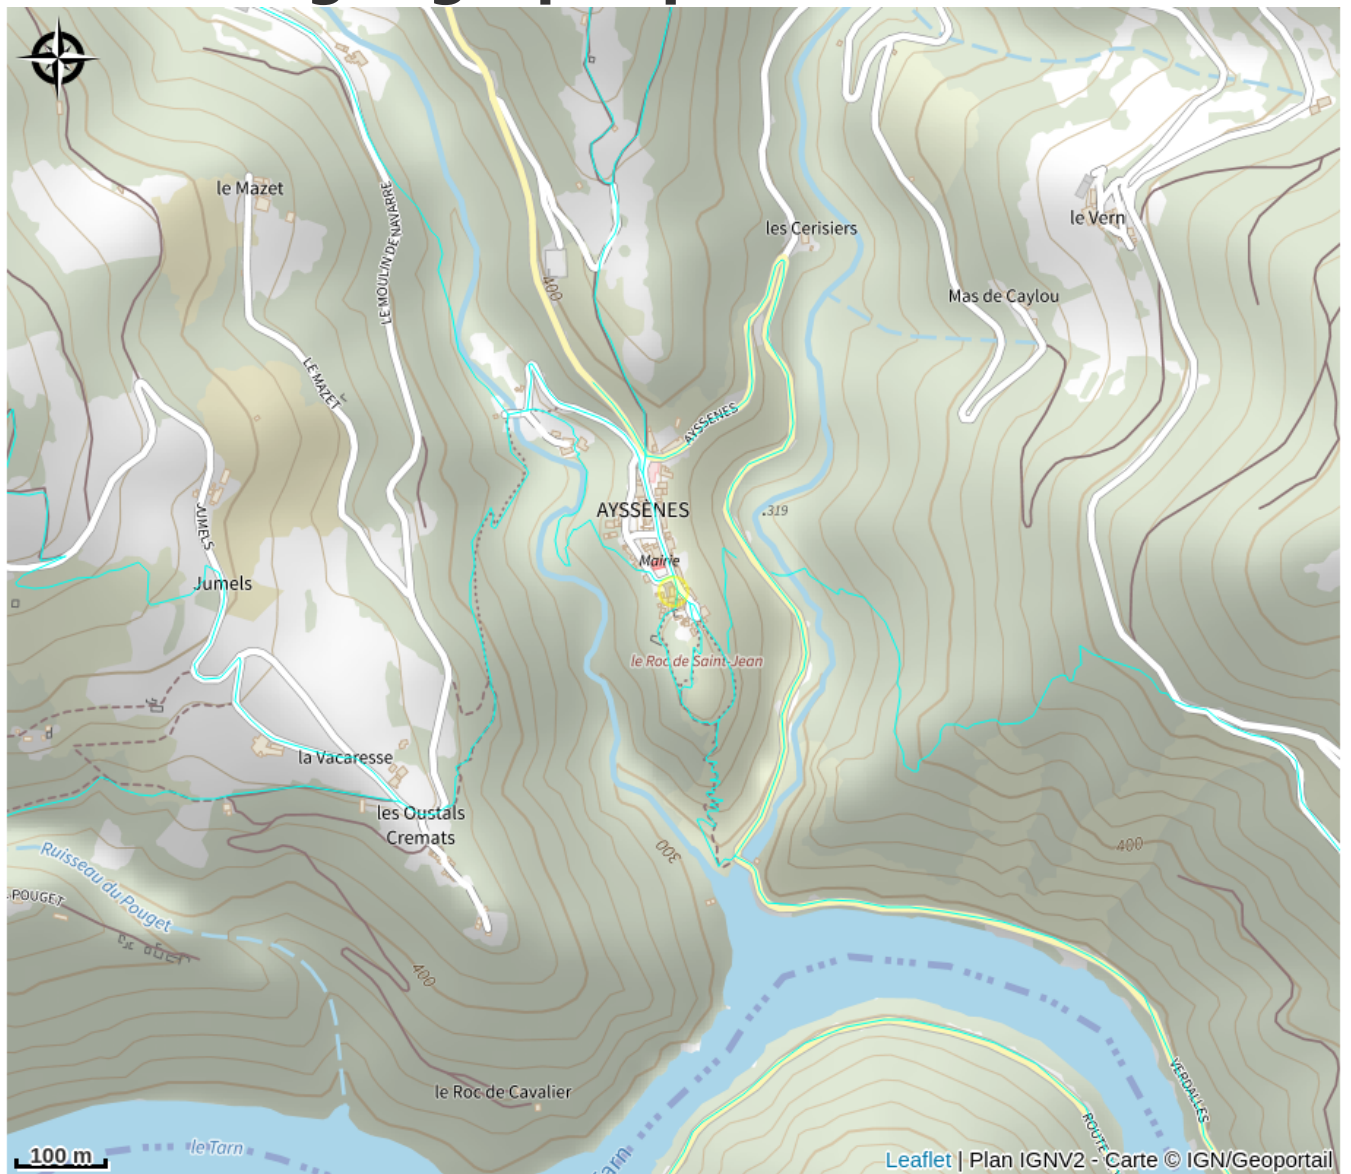 le Mazet
LE MOULIN DE NAVARRE
les Cerisiers
le Vern
400
Mas de Caylou
LE MAZET
AYSSENES
AYSSÈNES
.319
JUMELS
Mairie
Jumels
le Roc de Saint-Jean
la Vacaresse
les Oustals
Cremats
300
400
Ruisseau du Pouget
POUGET
400
le Roc de Cavalier
VERDALLES
ROUTE
le Tarn
arn
100 m
Leaflet | Plan IGNV2 - Carte © IGN/Geoportail